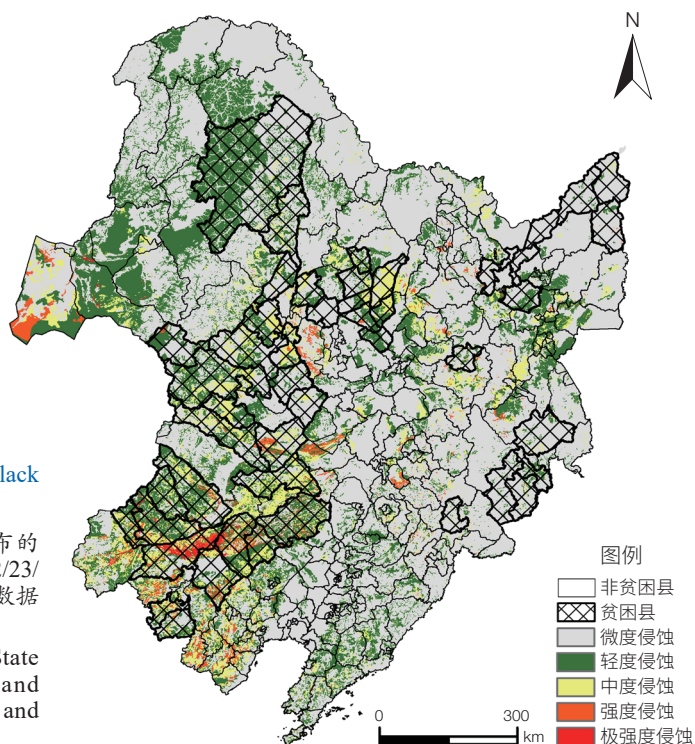 N
lack
布的
2/23/
数据
State
and
and
图例
非贫困县
贫困县
微度侵蚀
轻度侵蚀
中度侵蚀
强度侵蚀
极强度侵蚀
0 300
km